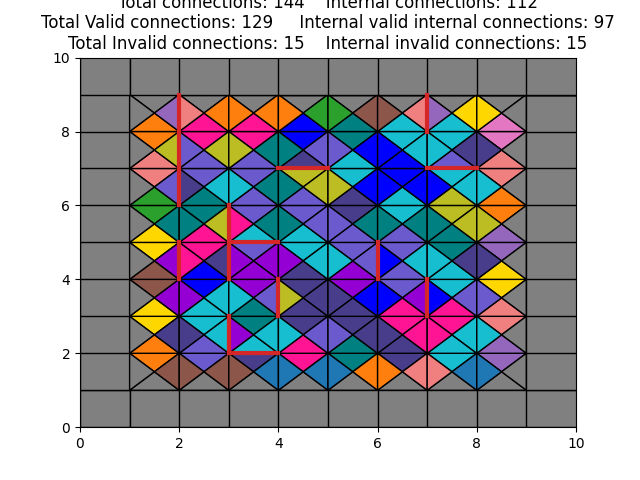 Total connections: 144    Internal connections: 112
Total Valid connections: 129    Internal valid internal connections: 97
Total Invalid connections: 15    Internal invalid connections: 15
10
8
6
4
2
0
0 2 4 6 8 10